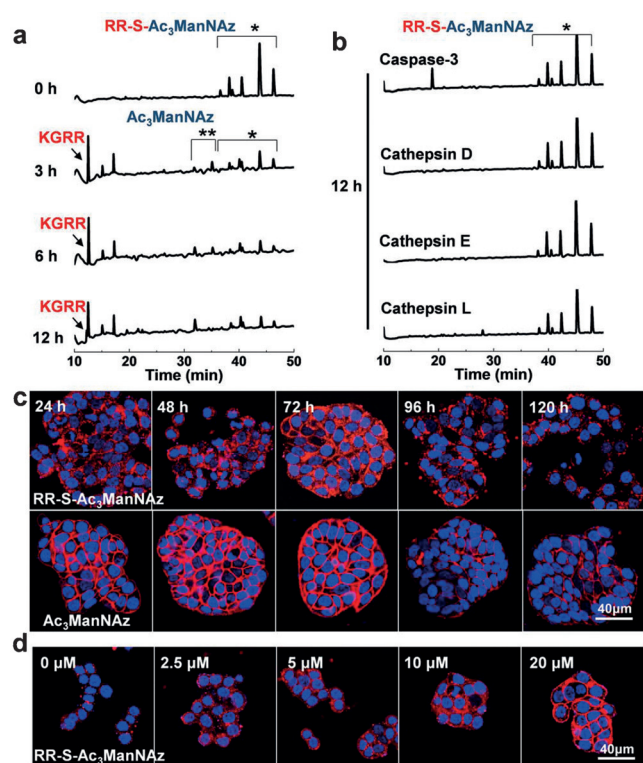 a
RR-S-Ac₃ManNAz
*
0 h
Ac₃ManNAz
KGRR
**
*
3 h
KGRR
6 h
KGRR
12 h
10 20 30 40 50
Time (min)
b
RR-S-Ac₃ManNAz
*
Caspase-3
Cathepsin D
12 h
Cathepsin E
Cathepsin L
10 20 30 40 50
Time (min)
c
24 h 48 h 72 h 96 h 120 h
RR-S-Ac₃ManNAz
Ac₃ManNAz
40μm
d
0 μM 2.5 μM 5 μM 10 μM 20 μM
RR-S-Ac₃ManNAz
40μm